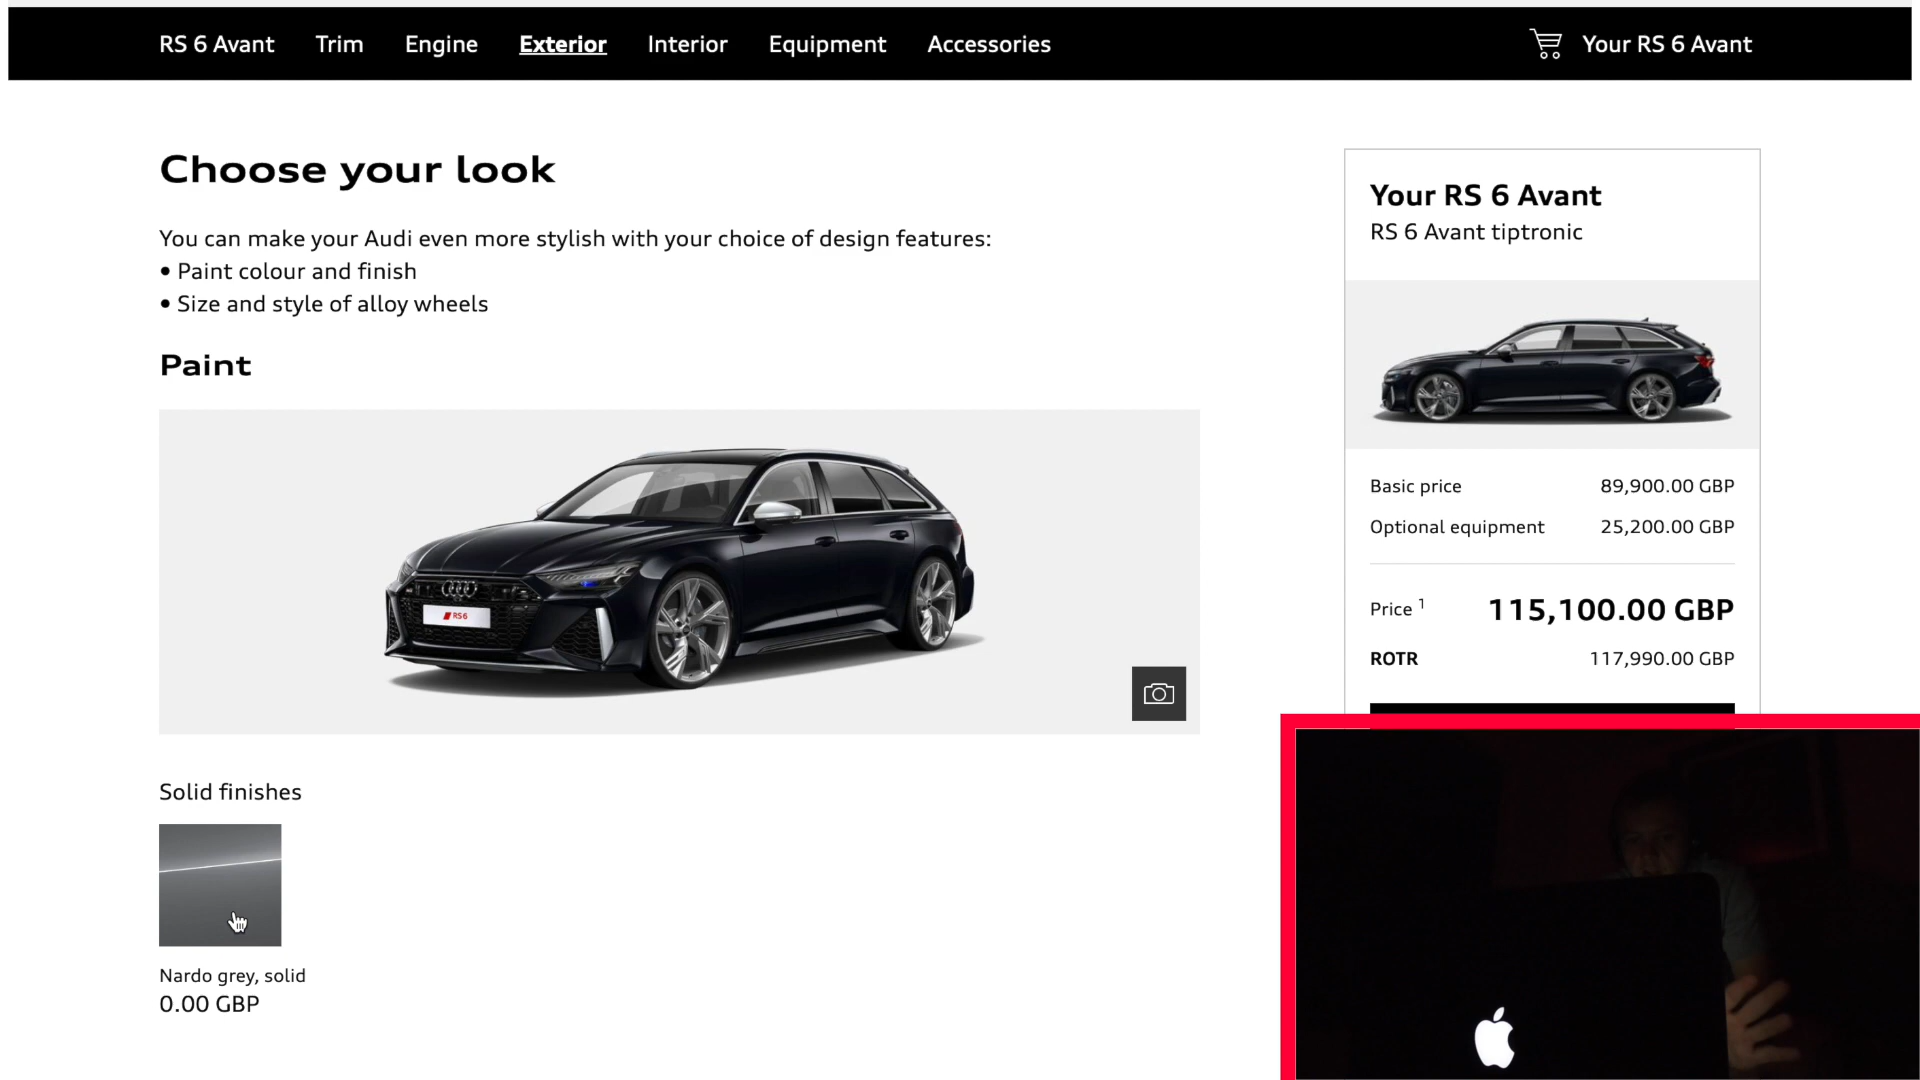 RS 6 Avant Trim Engine Exterior Interior Equipment Accessories Your RS 6 Avant
Choose your look
You can make your Audi even more stylish with your choice of design features:
• Paint colour and finish
• Size and style of alloy wheels
Paint
RS6
Solid finishes
Nardo grey, solid
0.00 GBP
Your RS 6 Avant
RS 6 Avant tiptronic
Basic price 89,900.00 GBP
Optional equipment 25,200.00 GBP
Price 1 115,100.00 GBP
ROTR 117,990.00 GBP